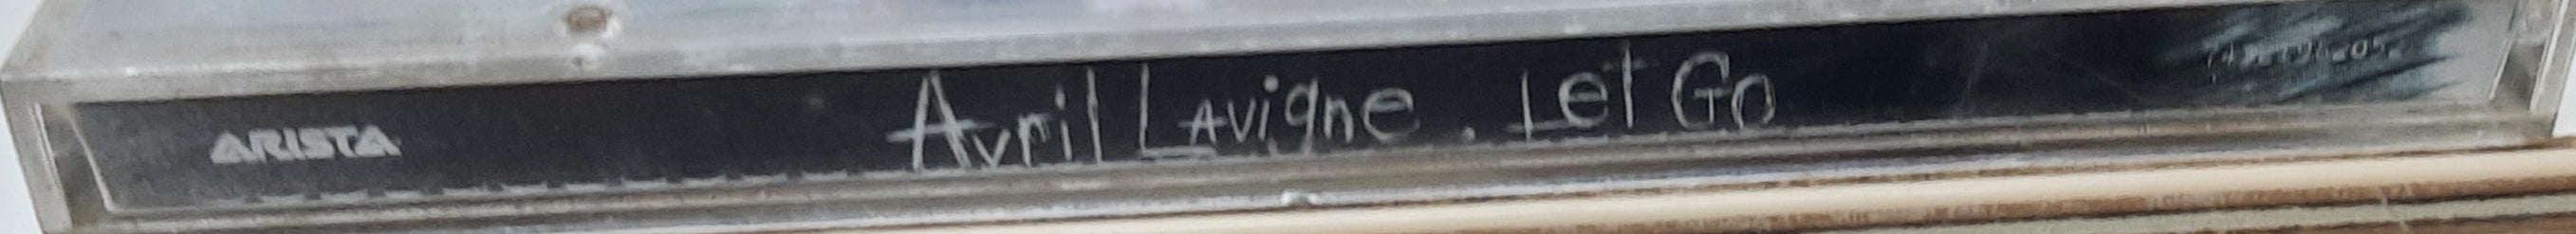 ARISTA
Avril Lavigne. Let Go